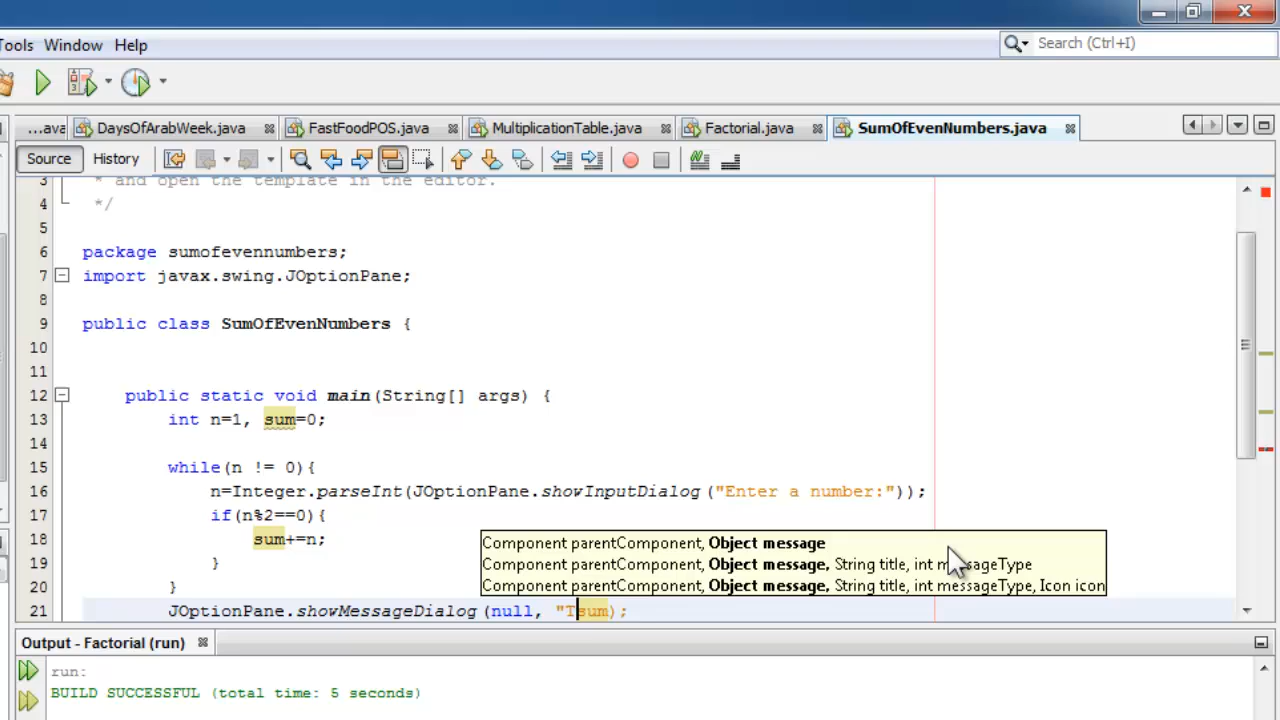 Tools Window Help
Search (Ctrl+I)
...ava DaysOfArabWeek.java FastFoodPOS.java MultiplicationTable.java Factorial.java SumOfEvenNumbers.java
Source History
3 * and open the template in the editor.
4 */
5
6 package sumofevennumbers;
7 import javax.swing.JOptionPane;
8
9 public class SumOfEvenNumbers {
10
11
12 public static void main(String[] args) {
13 int n=1, sum=0;
14
15 while(n != 0){
16 n=Integer.parseInt(JOptionPane.showInputDialog("Enter a number:"));
17 if(n%2==0){
18 sum+=n;
Component parentComponent, Object message
19 }
Component parentComponent, Object message, String title, int messageType
20 }
Component parentComponent, Object message, String title, int messageType, Icon icon
21 JOptionPane.showMessageDialog(null, "Tsum);
Output - Factorial (run)
run:
BUILD SUCCESSFUL (total time: 5 seconds)